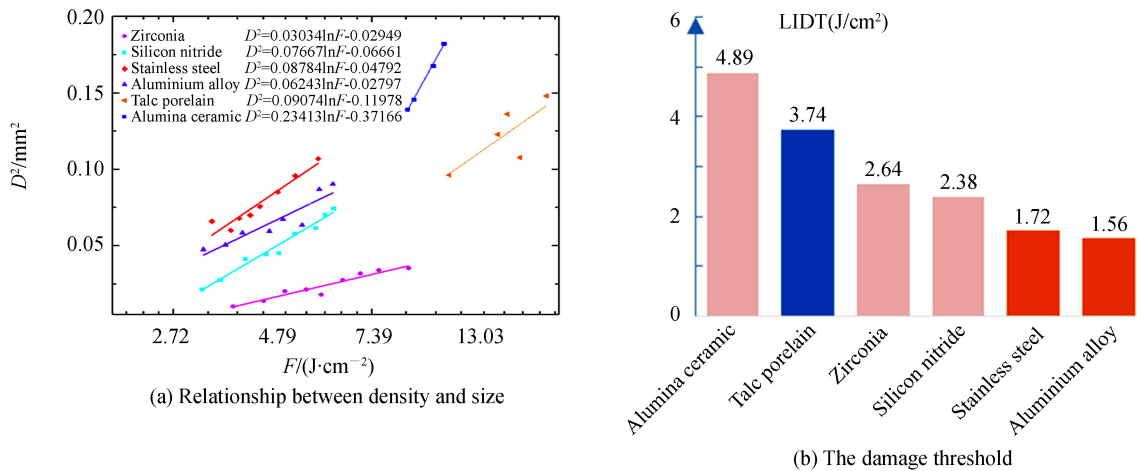 0.20
0.15
0.10
0.05
D²/mm²
Zirconia D²=0.03034lnF-0.02949
Silicon nitride D²=0.07667lnF-0.06661
Stainless steel D²=0.08784lnF-0.04792
Aluminium alloy D²=0.06243lnF-0.02797
Talc porelain D²=0.09074lnF-0.11978
Alumina ceramic D²=0.23413lnF-0.37166
2.72 4.79 7.39 13.03
F/(J·cm−2)
(a) Relationship between density and size
LIDT(J/cm²)
6
4
2
0
4.89
3.74
2.64
2.38
1.72
1.56
Alumina ceramic
Talc porelain
Zirconia
Silicon nitride
Stainless steel
Aluminium alloy
(b) The damage threshold